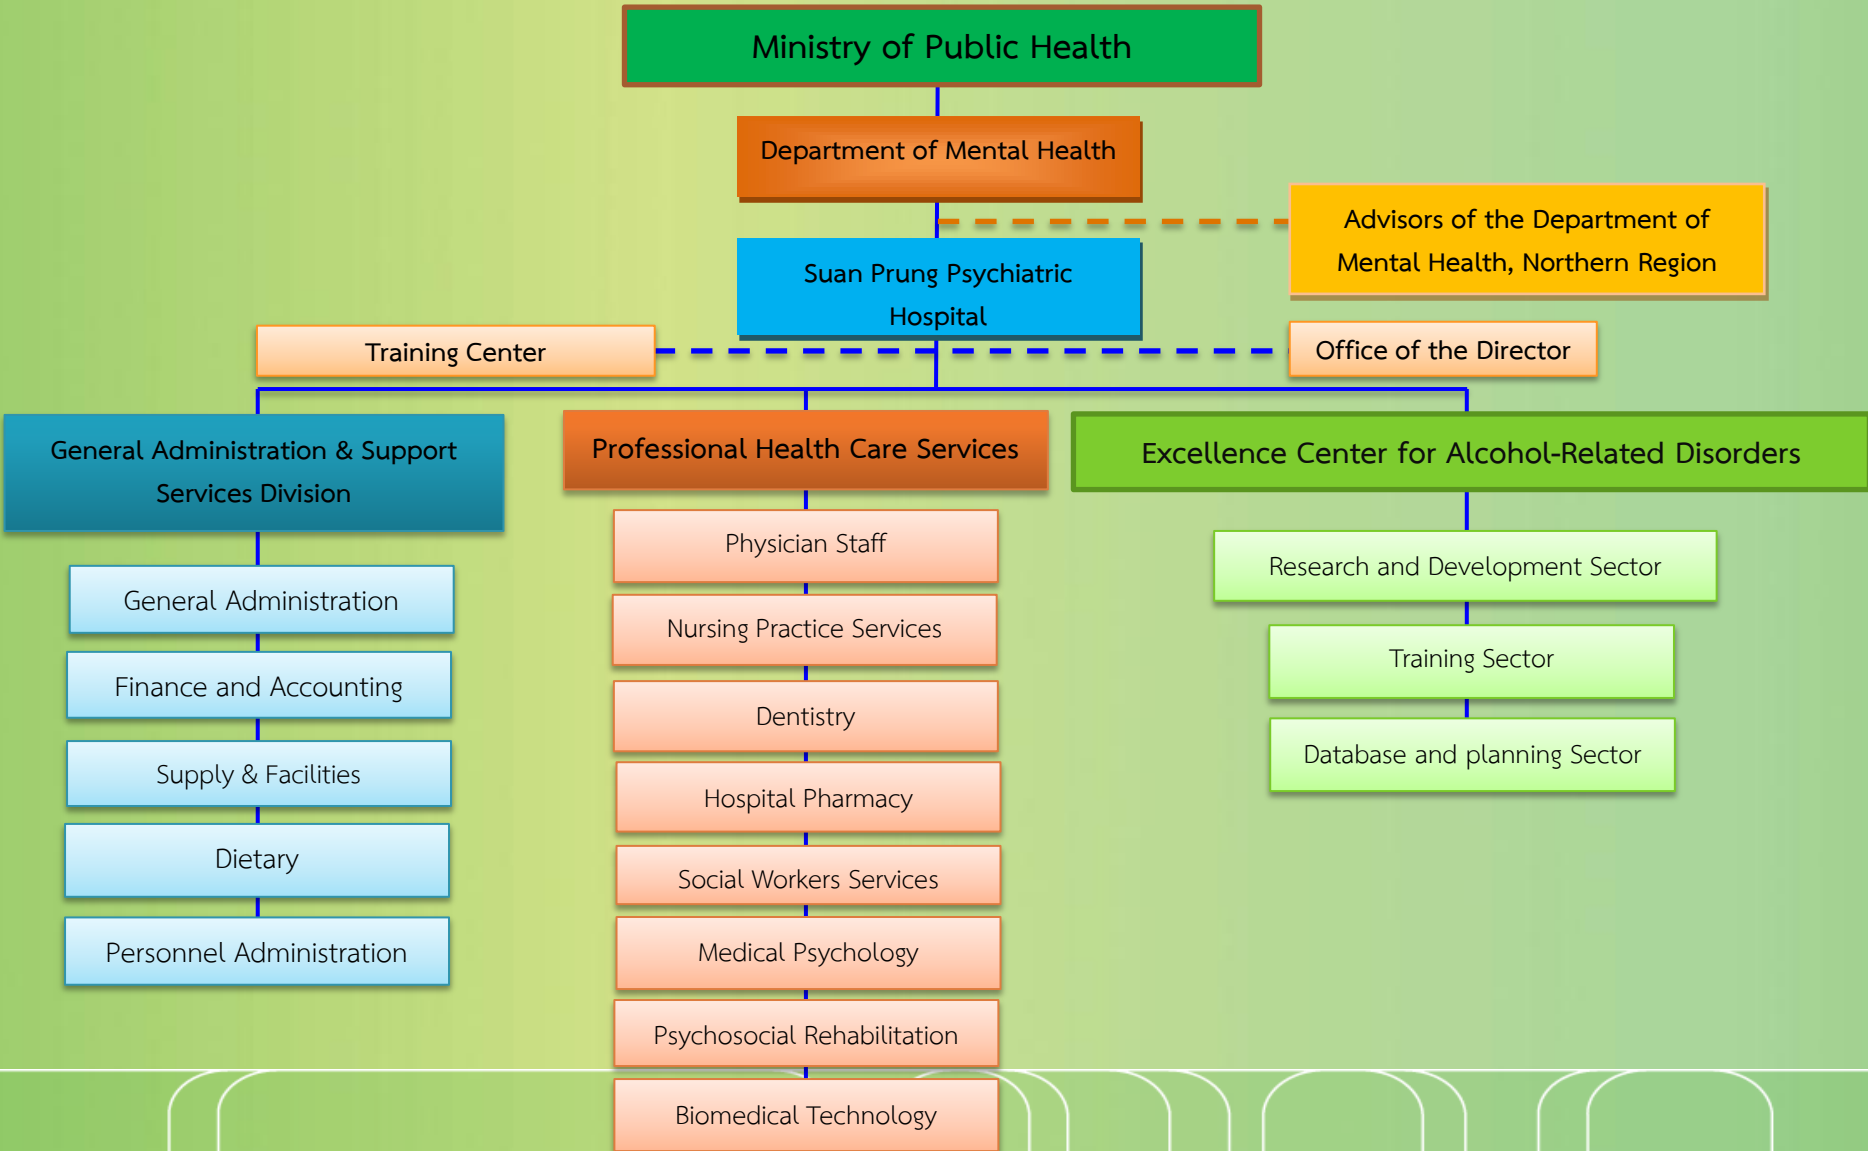 Ministry of Public Health
Department of Mental Health
Advisors of the Department of
Mental Health, Northern Region
Suan Prung Psychiatric
Hospital
Training Center
Office of the Director
General Administration & Support
Services Division
General Administration
Finance and Accounting
Supply & Facilities
Dietary
Personnel Administration
Professional Health Care Services
Physician Staff
Nursing Practice Services
Dentistry
Hospital Pharmacy
Social Workers Services
Medical Psychology
Psychosocial Rehabilitation
Biomedical Technology
Excellence Center for Alcohol-Related Disorders
Research and Development Sector
Training Sector
Database and planning Sector